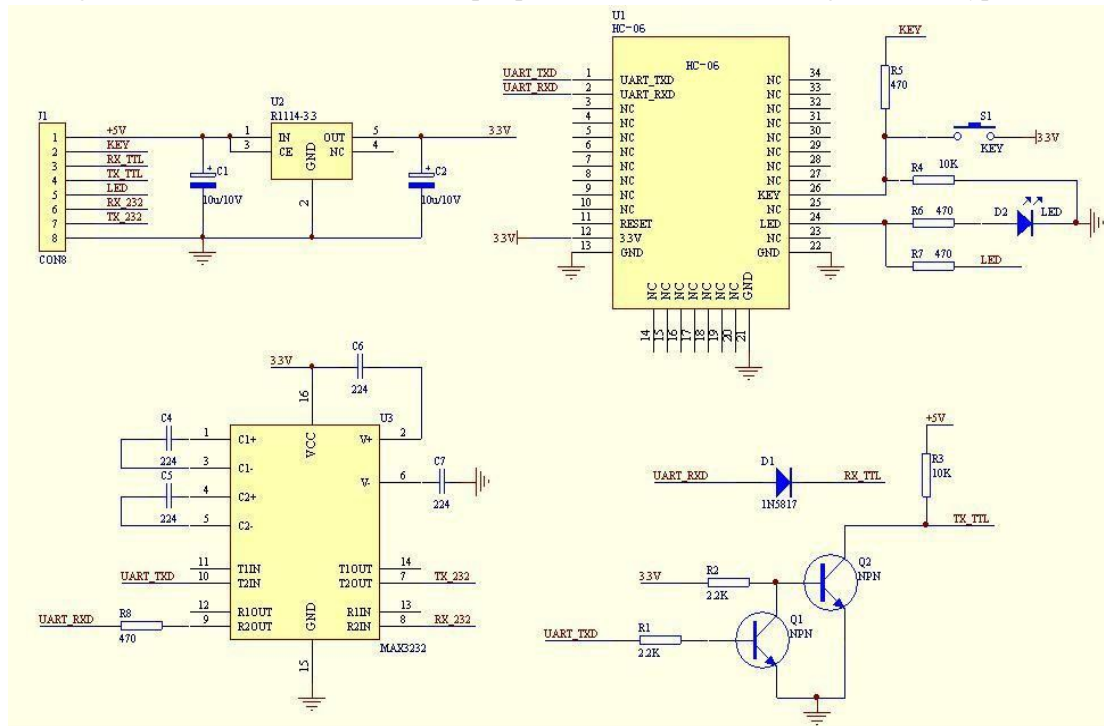 J1
1 +5V
2 KEY
3 RX_TTL
4 TX_TTL
5 LED
6 RX_232
7 TX_232
8
CON8
U2
R1114-33
1 IN OUT 5
3 CE NC 4
GND
2
3.3V
+ C1
10u/10V
+ C2
10u/10V
U1
HC-06
HC-06
UART_TXD 1 UART_TXD NC 34
UART_RXD 2 UART_RXD NC 33
3 NC NC 32
4 NC NC 31
5 NC NC 30
6 NC NC 29
7 NC NC 28
8 NC NC 27
9 NC KEY 26
10 NC NC 25
11 RESET LED 24
3.3V 12 3.3V NC 23
13 GND GND 22
NC NC NC NC NC NC NC GND
14 15 16 17 18 19 20 21
KEY
R5
470
S1
KEY
3.3V
R4 10K
R6 470 D2 LED
R7 470 LED
3.3V
C6
224
16
U3
C4
224
C5
224
1 C1+ VCC V+ 2
3 C1-
4 C2+ V- 6 C7
224
5 C2-
11 T1IN T1OUT 14
UART_TXD 10 T2IN T2OUT 7 TX_232
12 R1OUT GND R1IN 13
UART_RXD R8 9 R2OUT R2IN 8 RX_232
470
15
MAX3232
+5V
R3
10K
UART_RXD D1 RX_TTL
1N5817
TX_TTL
Q2
NPN
3.3V R2
2.2K
Q1
NPN
UART_TXD R1
2.2K